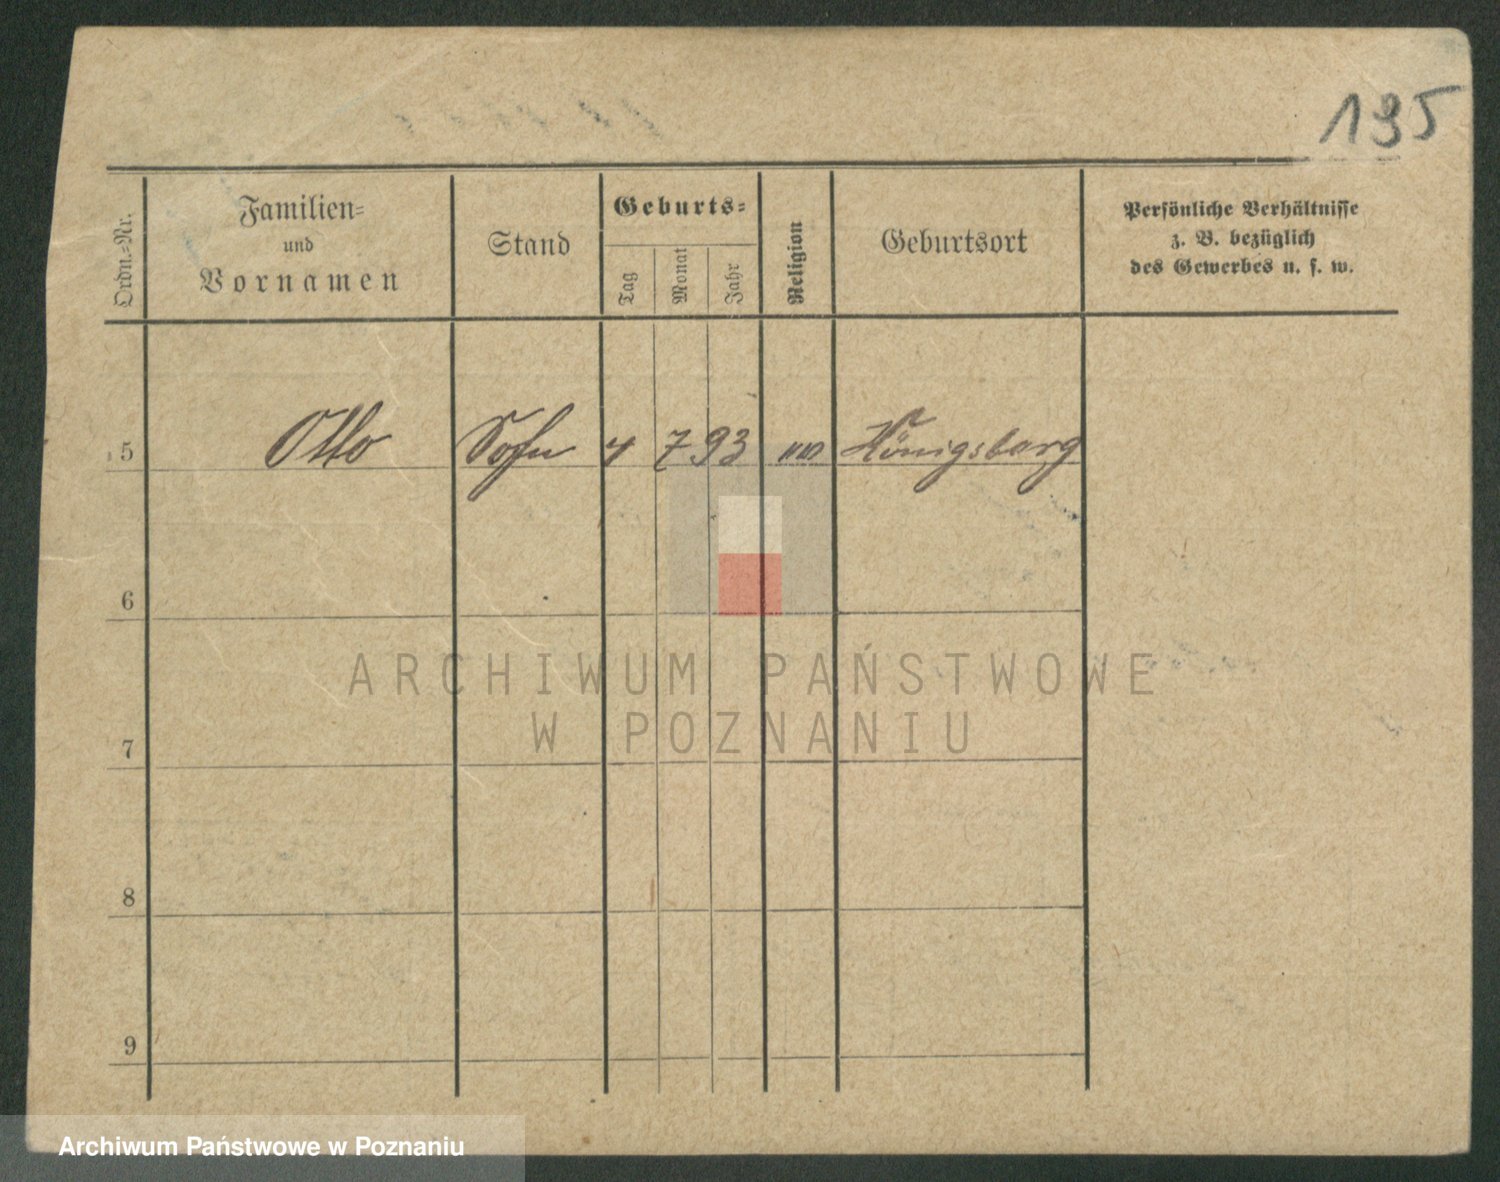 195
Ordn.-Nr.
Familien-
und
Vornamen
Stand
Geburts-
Tag
Monat
Jahr
Religion
Geburtsort
Persönliche Verhältnisse
z. B. bezüglich
des Gewerbes u. s. w.
5 Otto Sohn 4 7 93 " " Königsberg
6
ARCHIWUM PAŃSTWOWE
W POZNANIU
7
8
9
Archiwum Państwowe w Poznaniu